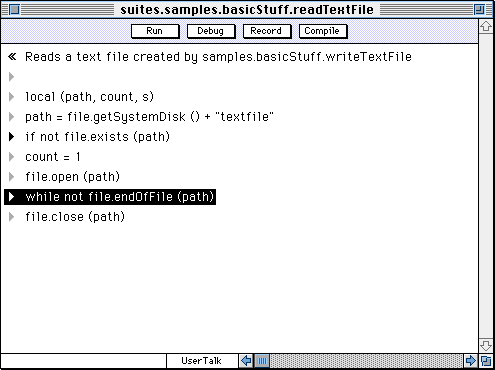 suites.samples.basicStuff.readTextFile
Run Debug Record Compile
« Reads a text file created by samples.basicStuff.writeTextFile
local (path, count, s)
path = file.getSystemDisk () + "textfile"
if not file.exists (path)
count = 1
file.open (path)
while not file.endOfFile (path)
file.close (path)
UserTalk